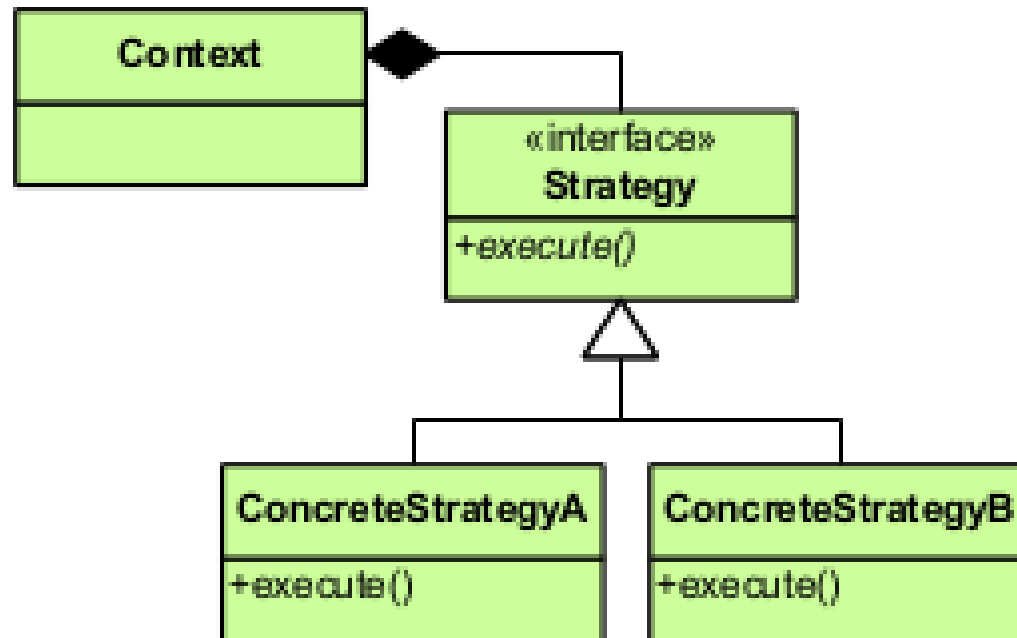 Context
«interface»
Strategy
+execute()
ConcreteStrategyA
ConcreteStrategyB
+execute()
+execute()